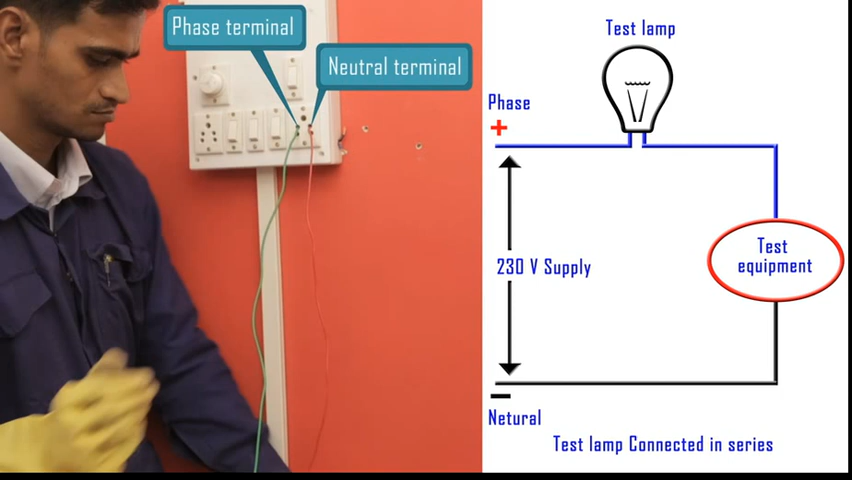 Phase terminal
Neutral terminal
Test lamp
Phase
+
230 V Supply
Test
equipment
Netural
Test lamp Connected in series